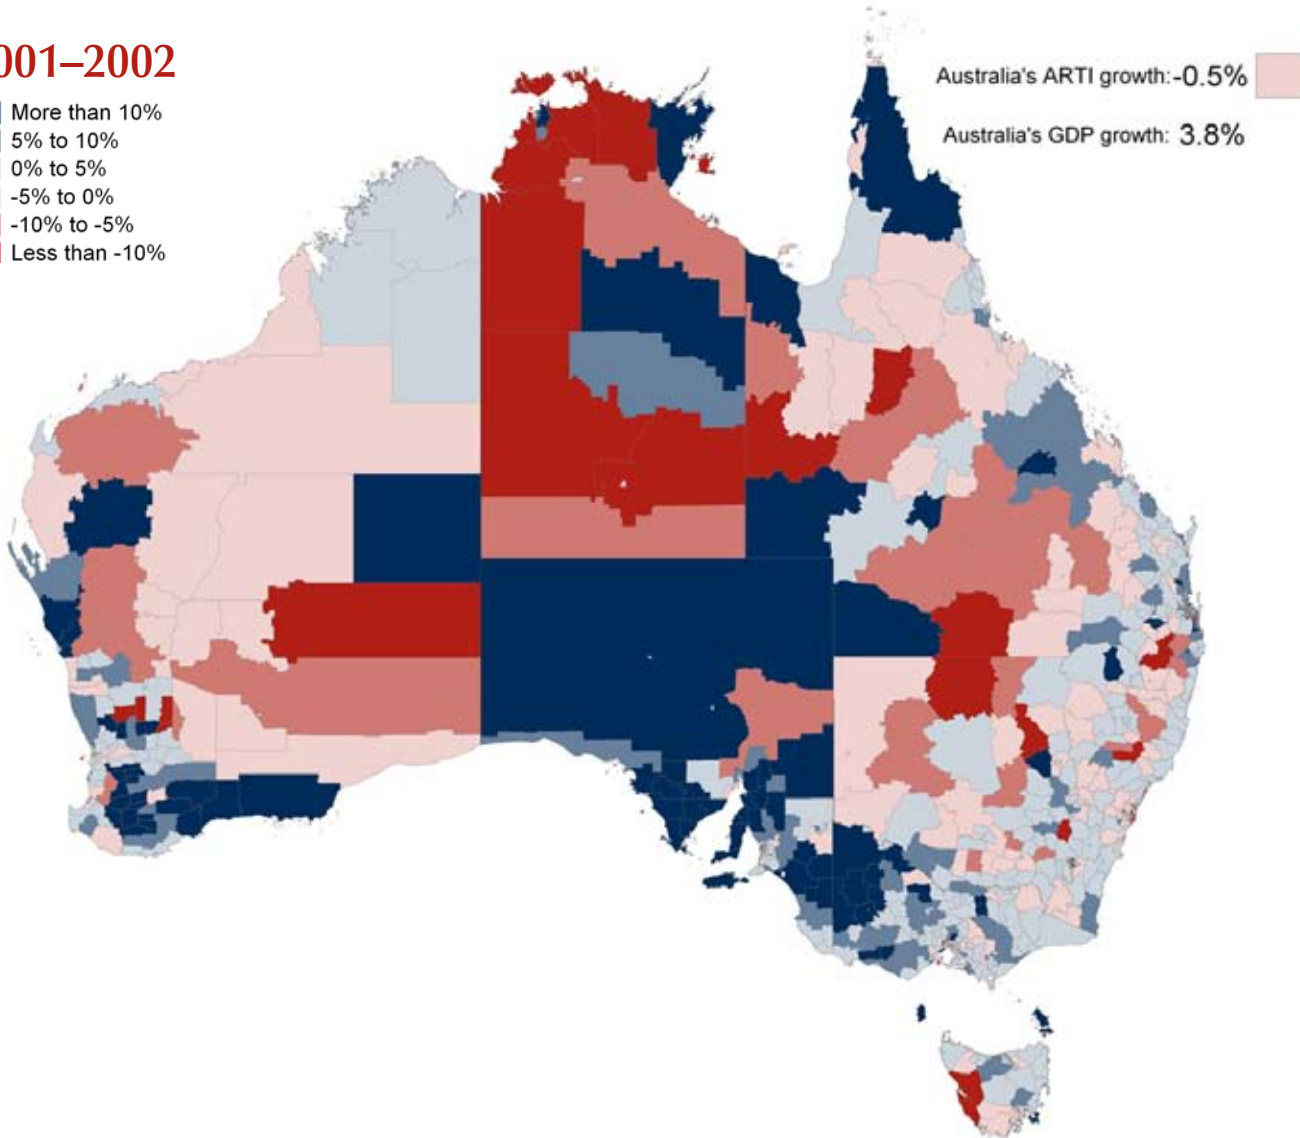 001–2002
More than 10%
5% to 10%
0% to 5%
-5% to 0%
-10% to -5%
Less than -10%
Australia's ARTI growth:-0.5%
Australia's GDP growth: 3.8%